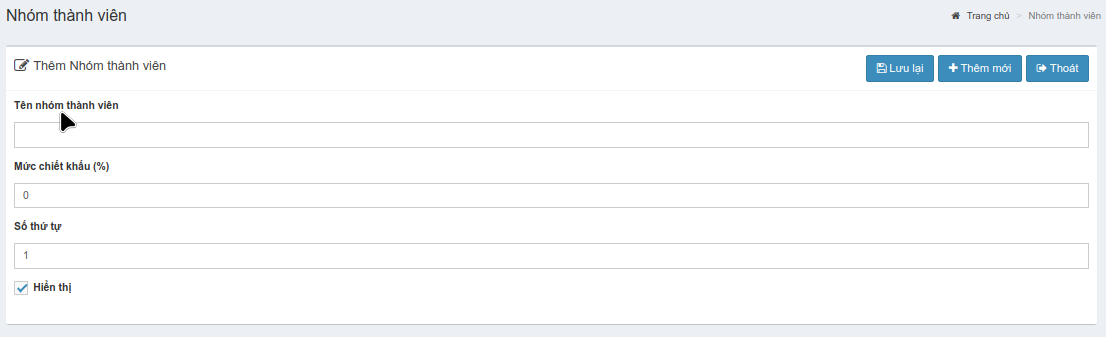 Nhóm thành viên
Trang chủ > Nhóm thành viên
Thêm Nhóm thành viên
Lưu lại Thêm mới Thoát
Tên nhóm thành viên
Mức chiết khấu (%)
0
Số thứ tự
1
Hiển thị